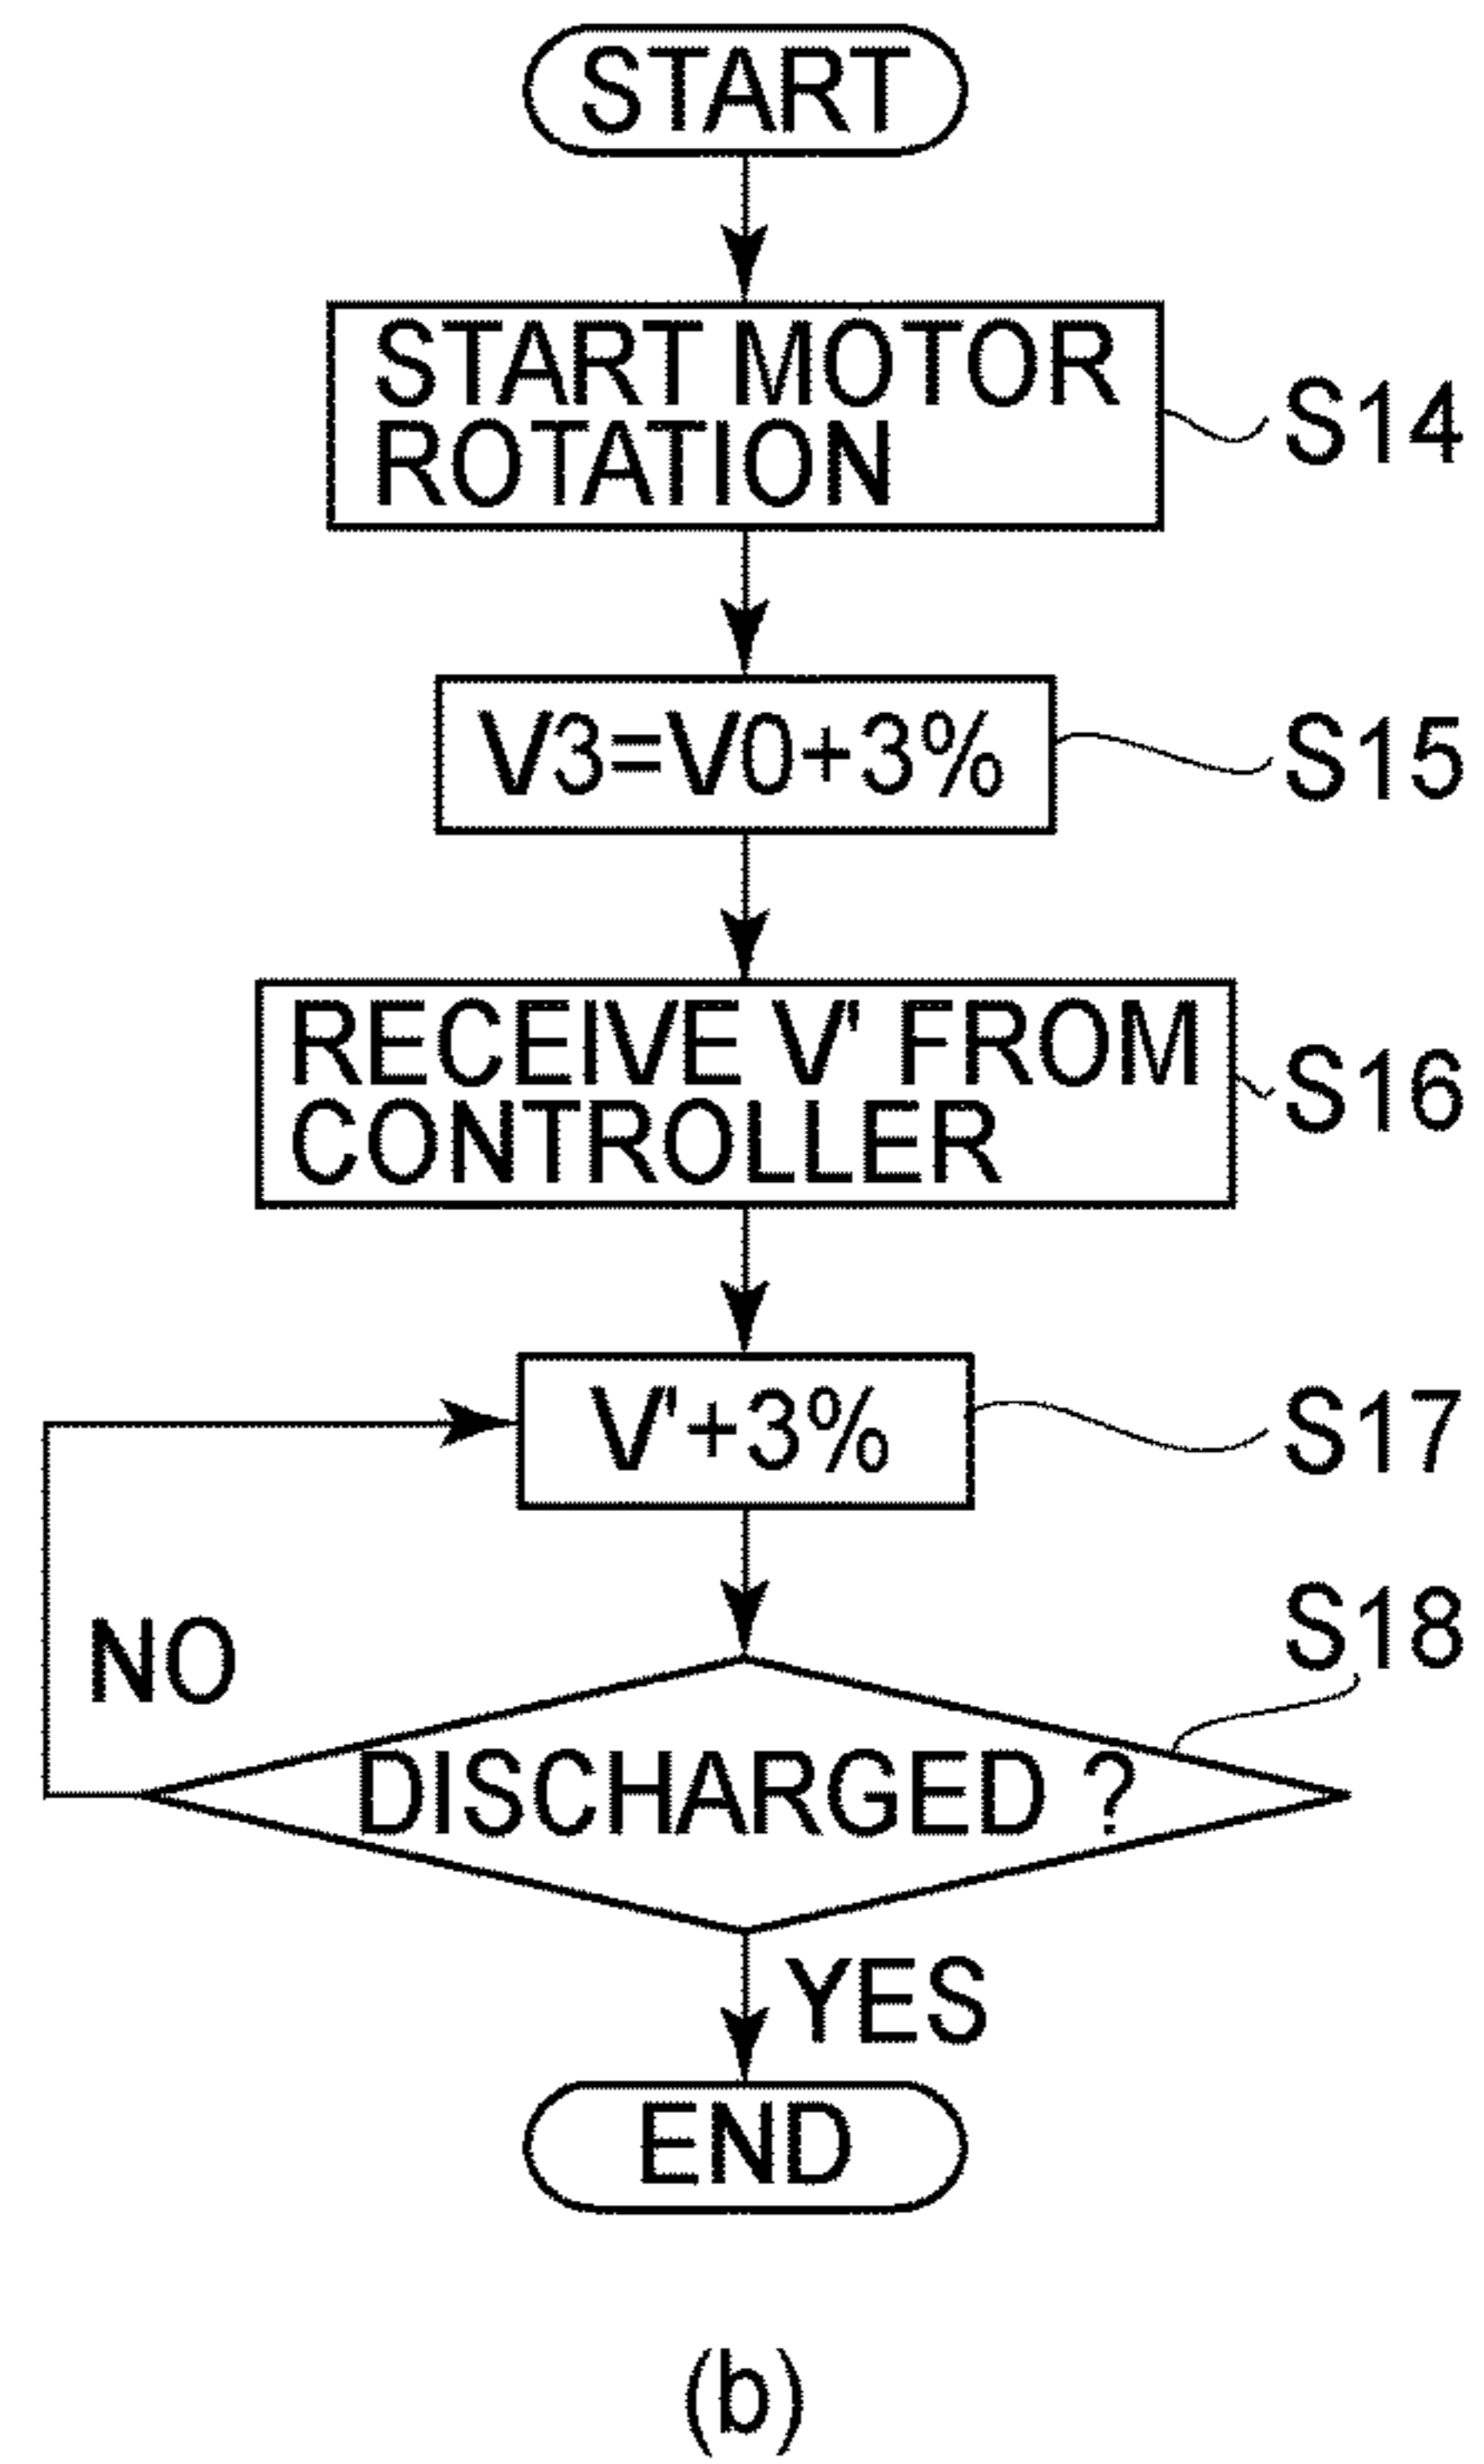 START
START MOTOR
ROTATION
S14
V3=V0+3%
S15
RECEIVE V' FROM
CONTROLLER
S16
V'+3%
S17
S18
NO
DISCHARGED ?
YES
END
(b)